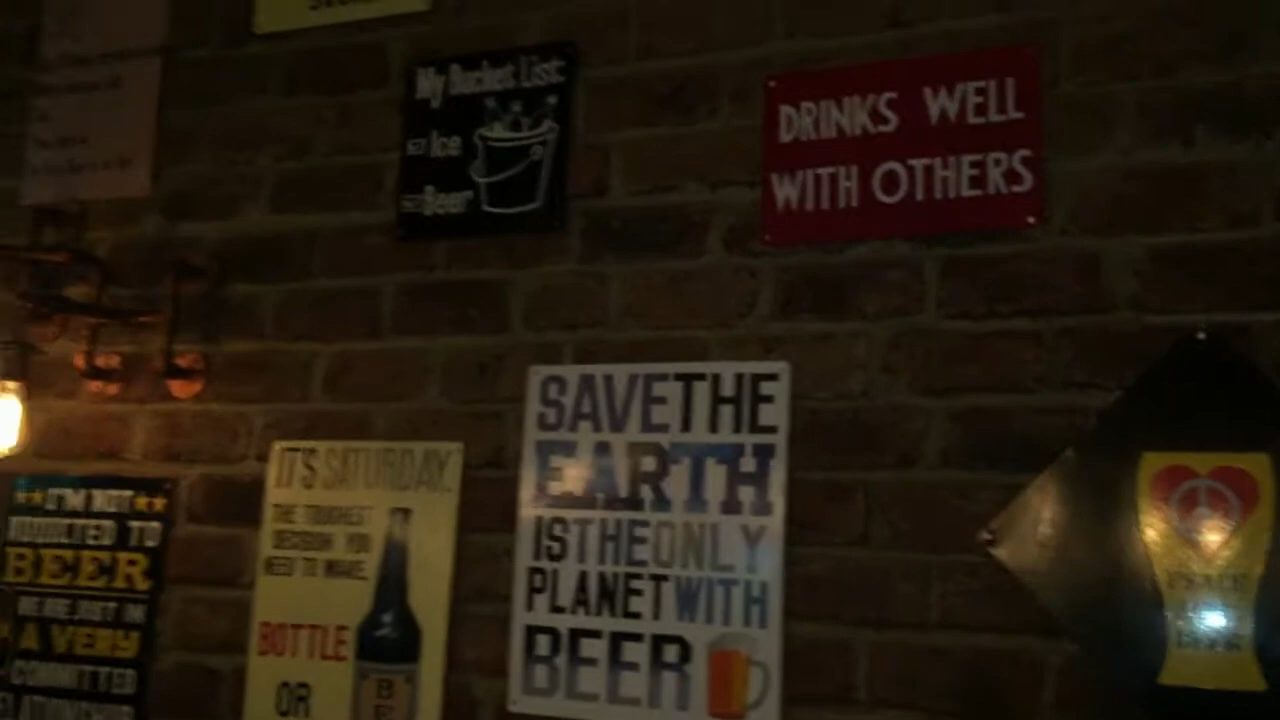 My Bucket List:
Ice
Beer
DRINKS WELL
WITH OTHERS
I'M NOT
ADDICTED TO
BEER
WE ARE JUST IN
A VERY
COMMITTED
IT'S SATURDAY.
THE TOUGHEST
DECISION YOU
NEED TO MAKE.
BOTTLE
OR
SAVE THE
EARTH
IS THE ONLY
PLANET WITH
BEER
PEACE
BEER